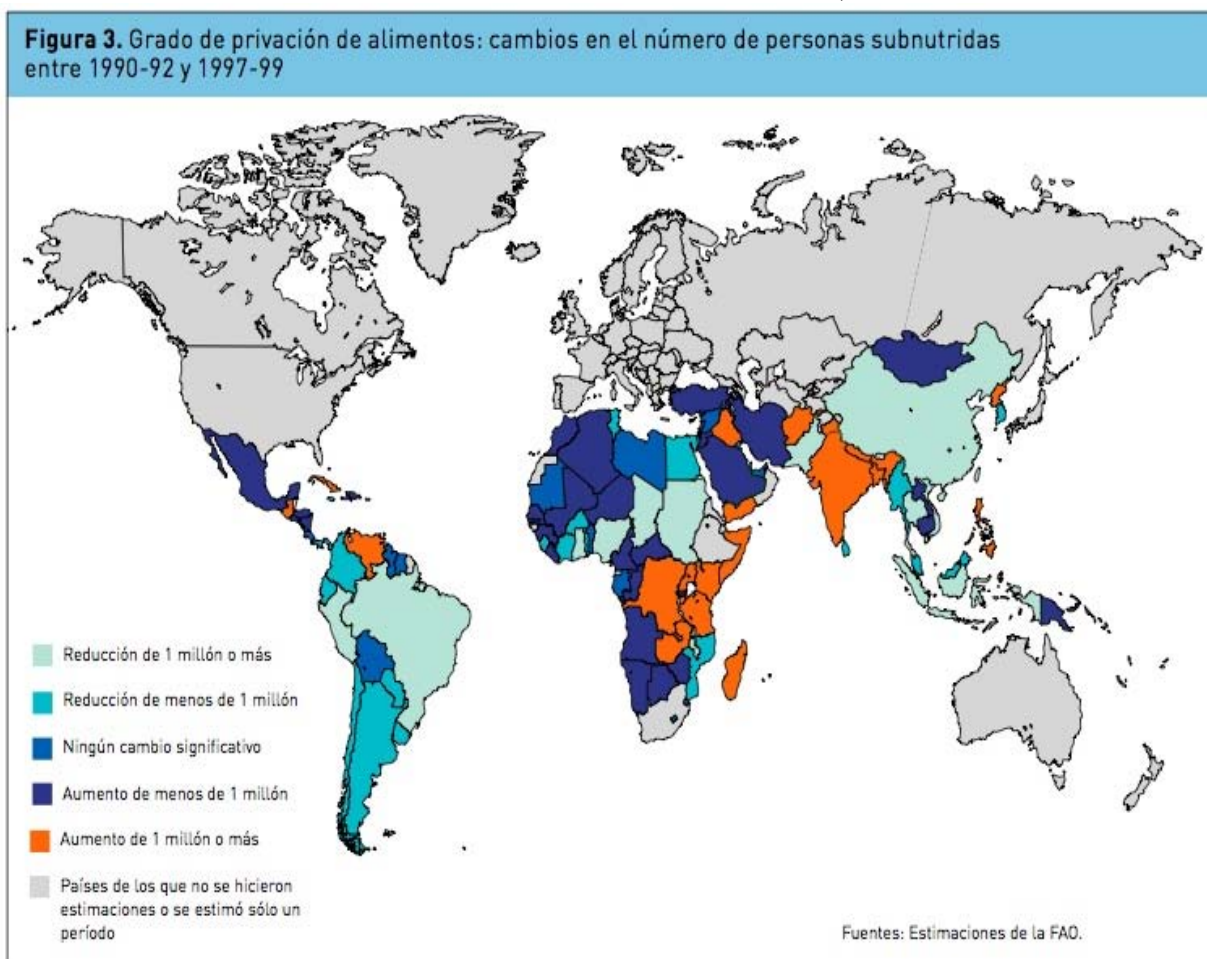 Figura 3. Grado de privación de alimentos: cambios en el número de personas subnutridas
entre 1990-92 y 1997-99
Reducción de 1 millón o más
Reducción de menos de 1 millón
Ningún cambio significativo
Aumento de menos de 1 millón
Aumento de 1 millón o más
Países de los que no se hicieron
estimaciones o se estimó sólo un
período
Fuentes: Estimaciones de la FAO.